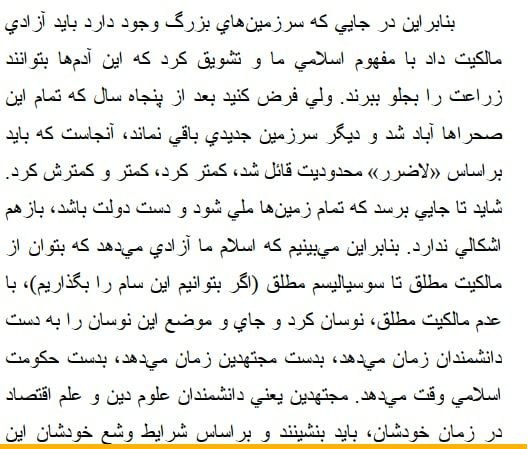 بنابراين در جايي كه سرزمين‌هاي بزرگ وجود دارد بايد آزادي
مالكيت داد با مفهوم اسلامي ما و تشويق كرد كه اين آدم‌ها بتوانند
زراعت را بجلو ببرند. ولي فرض كنيد بعد از پنجاه سال كه تمام اين
صحراها آباد شد و ديگر سرزمين جديدي باقي نماند، آنجاست كه بايد
براساس «لاضرر» محدوديت قائل شد، كمتر كرد، كمتر و كمترش كرد.
شايد تا جايي برسد كه تمام زمين‌ها ملي شود و دست دولت باشد، بازهم
اشكالي ندارد. بنابراين مي‌بينيم كه اسلام ما آزادي مي‌دهد كه بتوان از
مالكيت مطلق تا سوسياليسم مطلق (اگر بتوانيم اين سام را بگذاريم)، با
عدم مالكيت مطلق، نوسان كرد و جاي و موضع اين نوسان را به دست
دانشمندان زمان مي‌دهد، بدست مجتهدين زمان مي‌دهد، بدست حكومت
اسلامي وقت مي‌دهد. مجتهدين يعني دانشمندان علوم دين و علم اقتصاد
در زمان خودشان، بايد بنشينند و براساس شرايط وشع خودشان اين